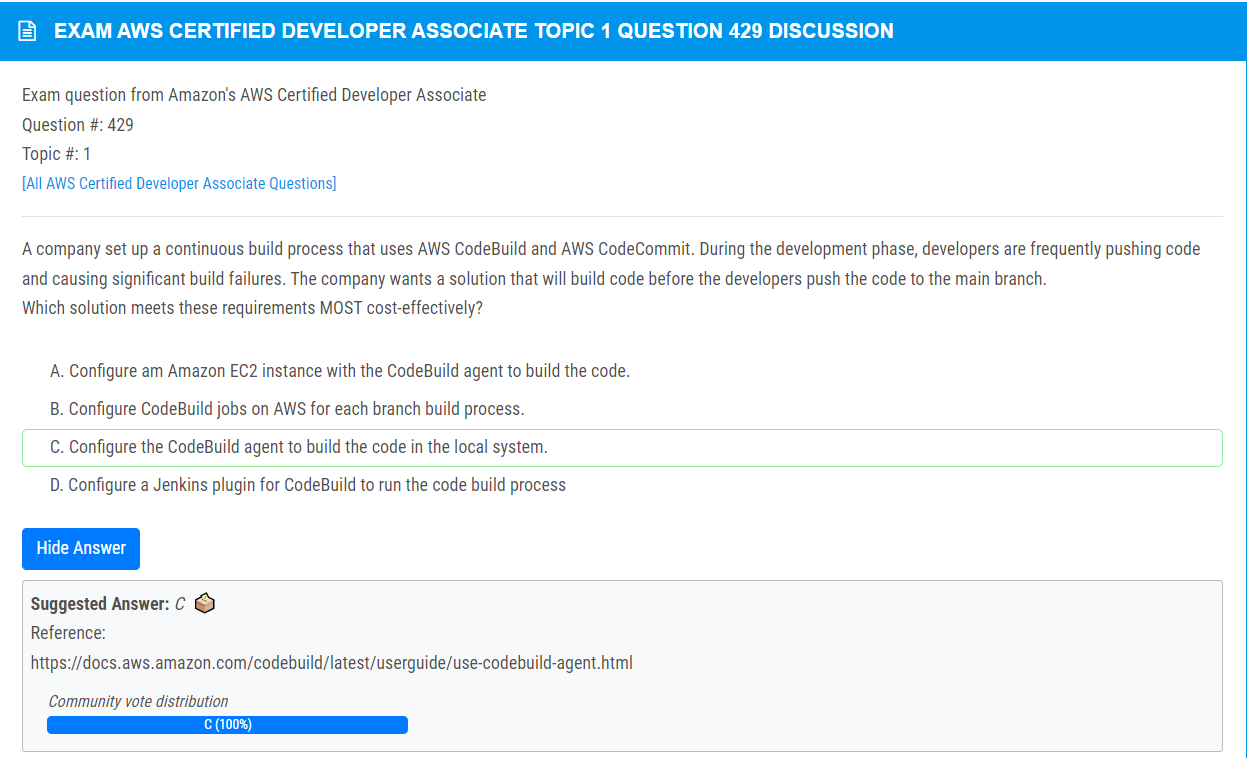 EXAM AWS CERTIFIED DEVELOPER ASSOCIATE TOPIC 1 QUESTION 429 DISCUSSION
Exam question from Amazon's AWS Certified Developer Associate
Question #: 429
Topic #: 1
[All AWS Certified Developer Associate Questions]
A company set up a continuous build process that uses AWS CodeBuild and AWS CodeCommit. During the development phase, developers are frequently pushing code
and causing significant build failures. The company wants a solution that will build code before the developers push the code to the main branch.
Which solution meets these requirements MOST cost-effectively?
A. Configure am Amazon EC2 instance with the CodeBuild agent to build the code.
B. Configure CodeBuild jobs on AWS for each branch build process.
C. Configure the CodeBuild agent to build the code in the local system.
D. Configure a Jenkins plugin for CodeBuild to run the code build process
Hide Answer
Suggested Answer: C
Reference:
https://docs.aws.amazon.com/codebuild/latest/userguide/use-codebuild-agent.html
Community vote distribution
C (100%)